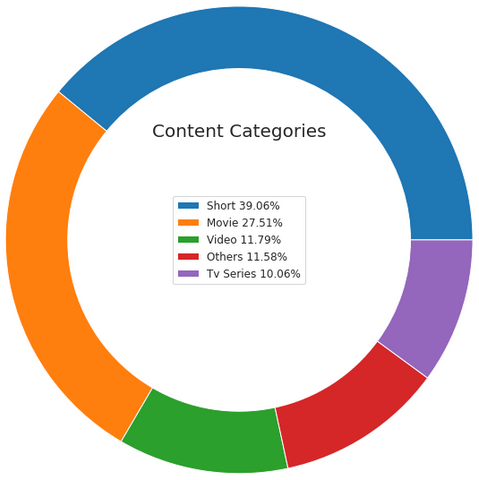 Content Categories
Short 39.06%
Movie 27.51%
Video 11.79%
Others 11.58%
Tv Series 10.06%